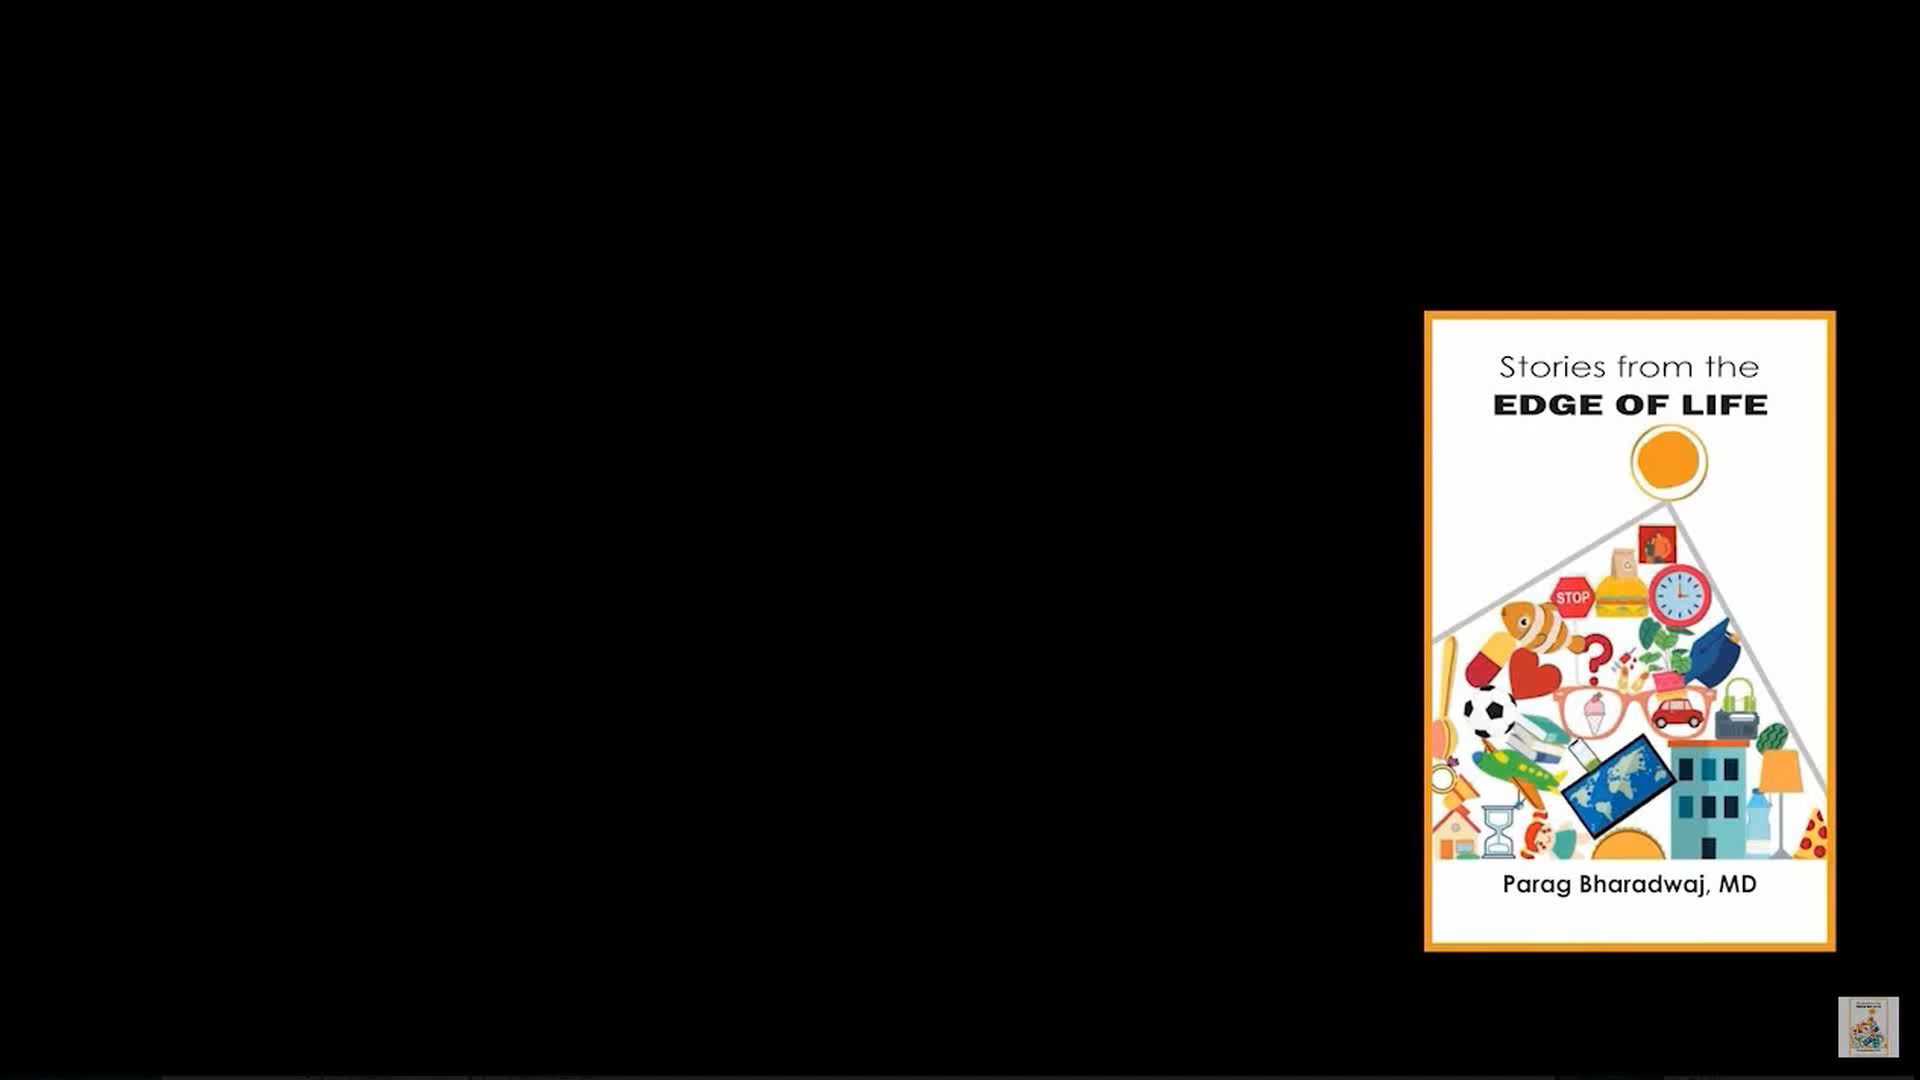 Stories from the
EDGE OF LIFE
STOP
Parag Bharadwaj, MD